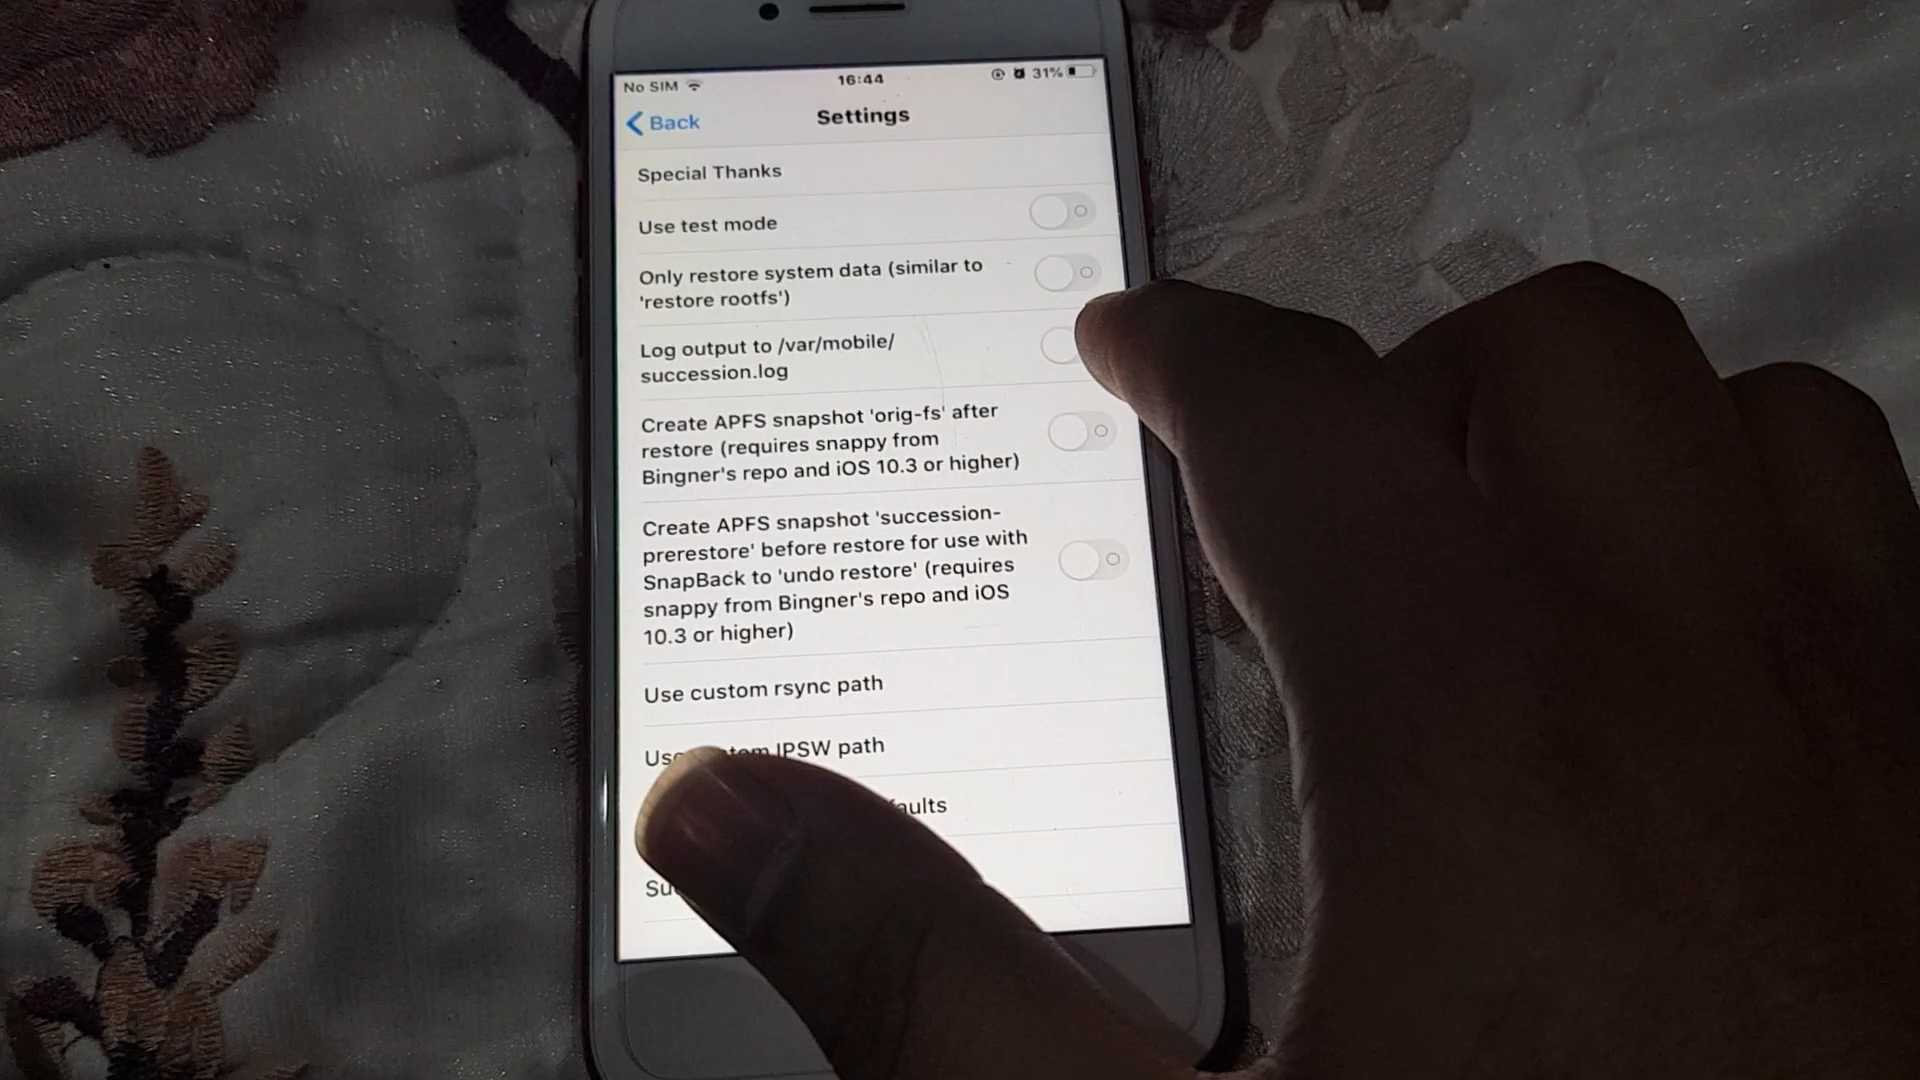 No SIM 16:44 31%
Back Settings
Special Thanks
Use test mode
Only restore system data (similar to
'restore rootfs')
Log output to /var/mobile/
succession.log
Create APFS snapshot 'orig-fs' after
restore (requires snappy from
Bingner's repo and iOS 10.3 or higher)
Create APFS snapshot 'succession-
prerestore' before restore for use with
SnapBack to 'undo restore' (requires
snappy from Bingner's repo and iOS
10.3 or higher)
Use custom rsync path
IPSW path